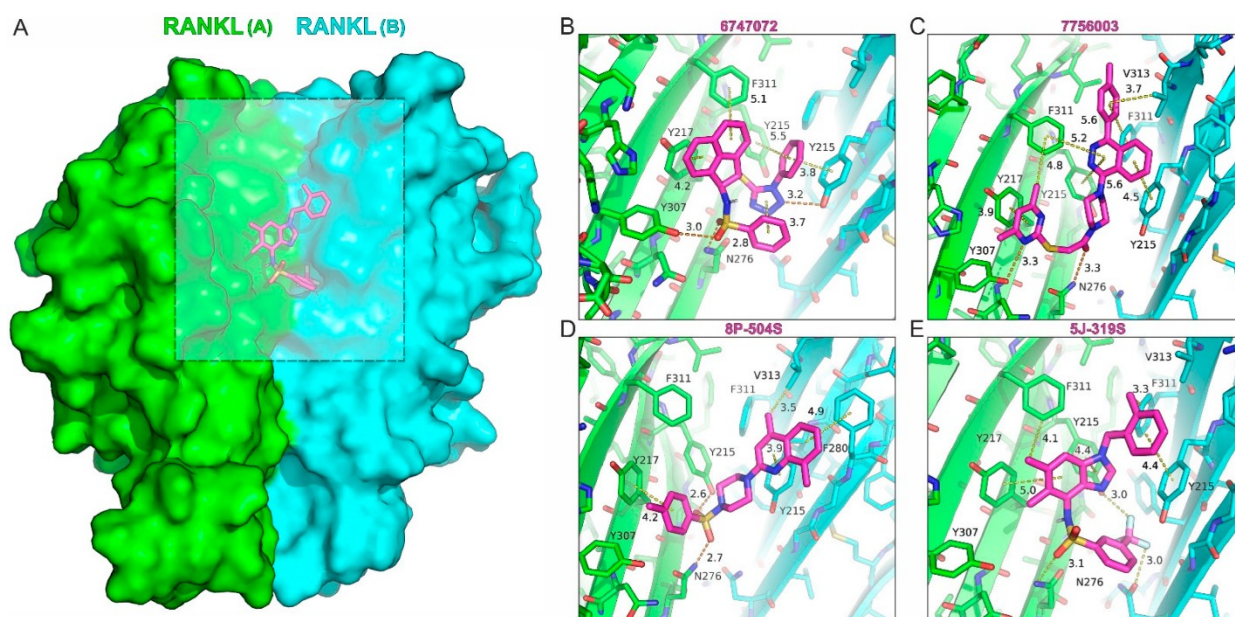 A
RANKL (A) RANKL (B)
B
6747072
F311
5.1
Y217
Y215
5.5
Y215
3.8
4.2
3.2
Y307
3.7
3.0
2.8
N276
C
7756003
V313
3.7
F311
5.6
F311
5.2
4.8
Y217
Y215
5.6
4.5
3.9
Y307
Y215
3.3
3.3
N276
D
8P-504S
V313
F311
F311
3.5
4.9
Y217
Y215
3.9
F280
2.6
4.2
Y215
Y307
2.7
N276
E
5J-319S
V313
F311
3.3
F311
Y217
Y215
4.1
4.4
4.4
5.0
Y215
3.0
Y307
3.1
3.0
N276